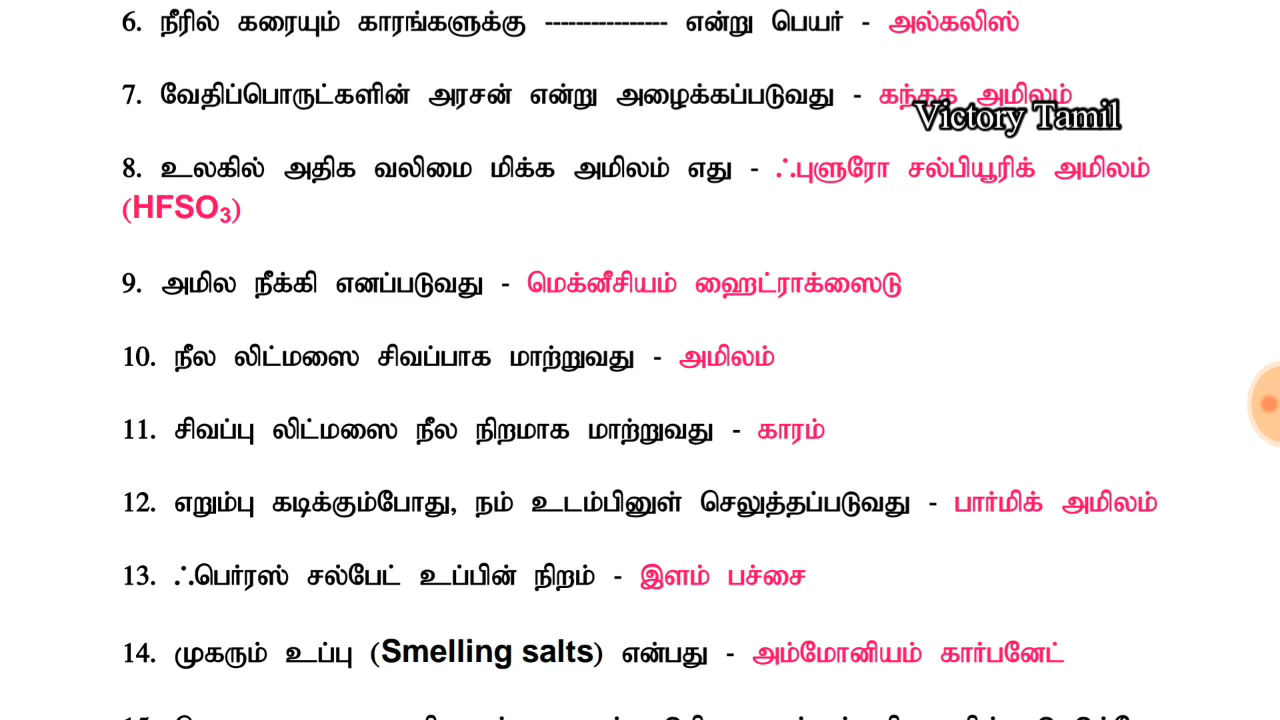 6. நீரில் கரையும் காரங்களுக்கு ---------------- என்று பெயர் - அல்கலிஸ்
7. வேதிப்பொருட்களின் அரசன் என்று அழைக்கப்படுவது - கந்தக அமிலம்
Victory Tamil
8. உலகில் அதிக வலிமை மிக்க அமிலம் எது - ஃபுளுரோ சல்பியூரிக் அமிலம்
(HFSO₃)
9. அமில நீக்கி எனப்படுவது - மெக்னீசியம் ஹைட்ராக்ஸைடு
10. நீல லிட்மஸை சிவப்பாக மாற்றுவது - அமிலம்
11. சிவப்பு லிட்மஸை நீல நிறமாக மாற்றுவது - காரம்
12. எறும்பு கடிக்கும்போது, நம் உடம்பினுள் செலுத்தப்படுவது - பார்மிக் அமிலம்
13. ஃபெர்ரஸ் சல்பேட் உப்பின் நிறம் - இளம் பச்சை
14. முகரும் உப்பு (Smelling salts) என்பது - அம்மோனியம் கார்பனேட்